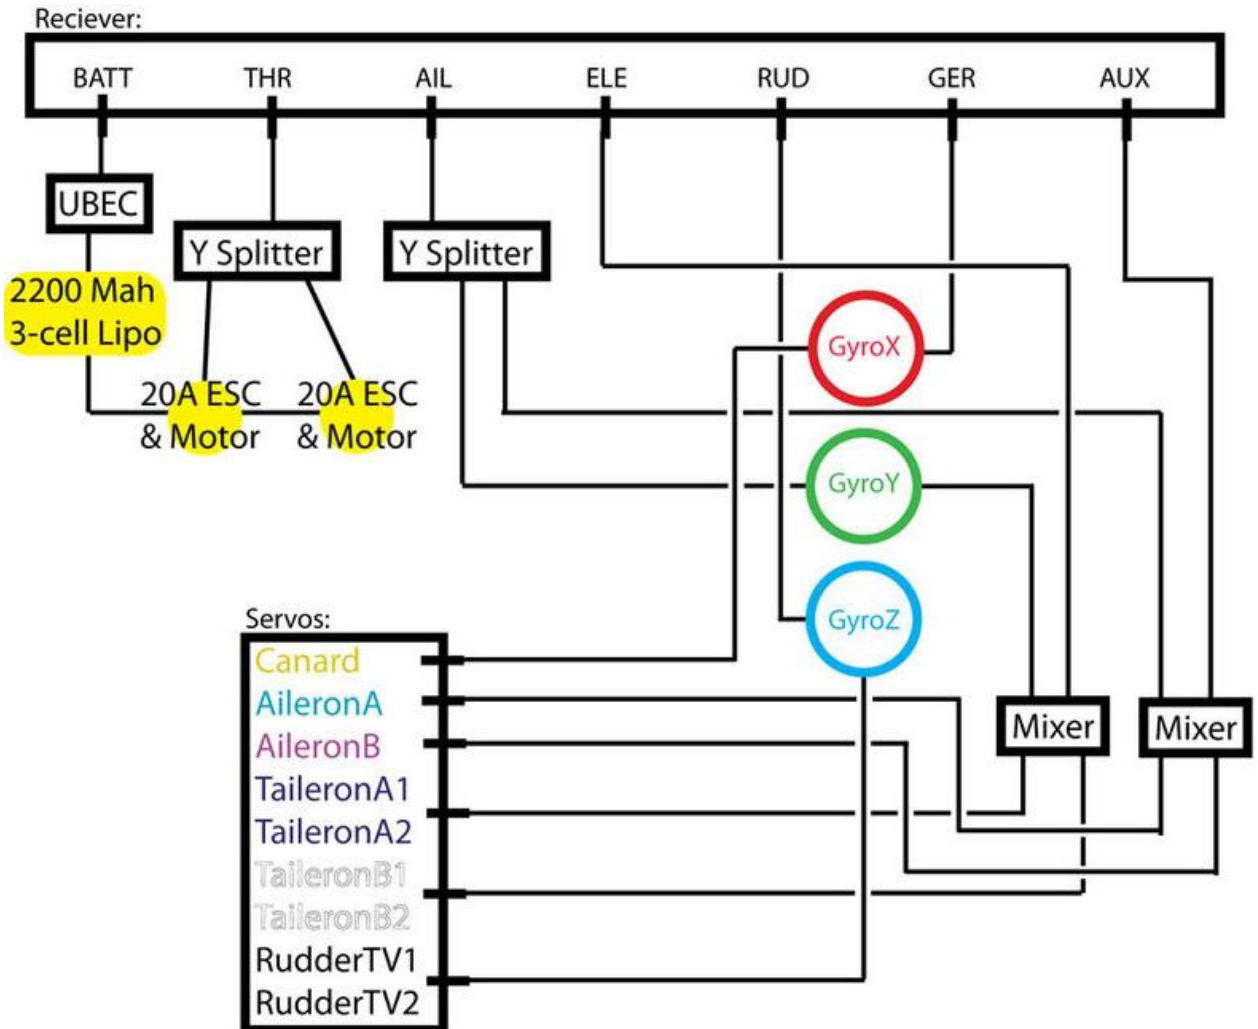 Reciever:
BATT THR AIL ELE RUD GER AUX
UBEC
Y Splitter Y Splitter
2200 Mah
3-cell Lipo
20A ESC 20A ESC
& Motor & Motor
GyroX
GyroY
GyroZ
Servos:
Canard
AileronA
AileronB
TaileronA1
TaileronA2
TaileronB1
TaileronB2
RudderTV1
RudderTV2
Mixer Mixer